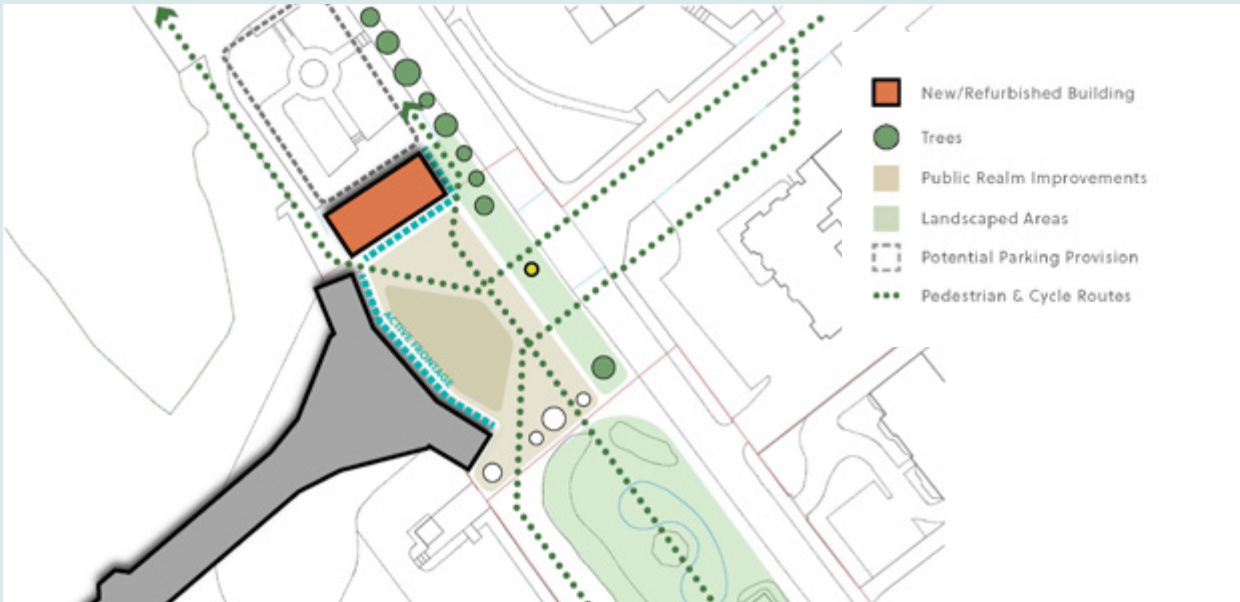 New/Refurbished Building
Trees
Public Realm Improvements
Landscaped Areas
Potential Parking Provision
Pedestrian & Cycle Routes
ACTIVE FRONTAGE